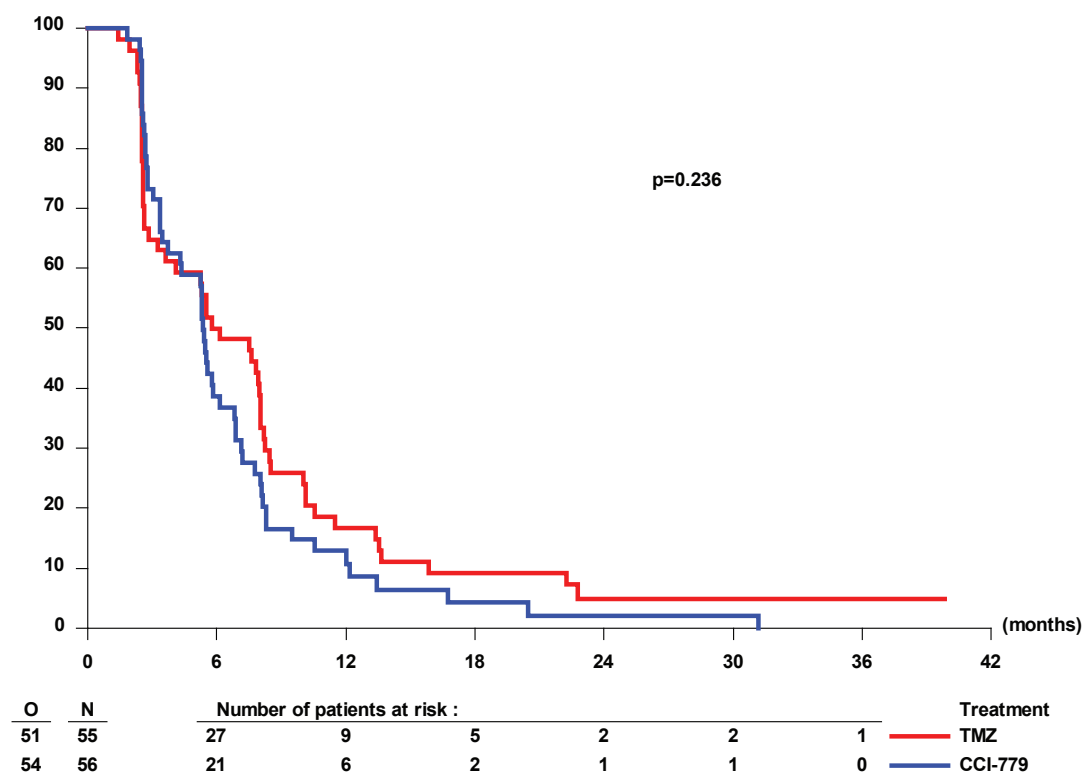 100
90
80
p=0.236
70
60
50
40
30
20
10
0
(months)
0 6 12 18 24 30 36 42
O N Number of patients at risk : Treatment
51 55 27 9 5 2 2 1 TMZ
54 56 21 6 2 1 1 0 CCI-779